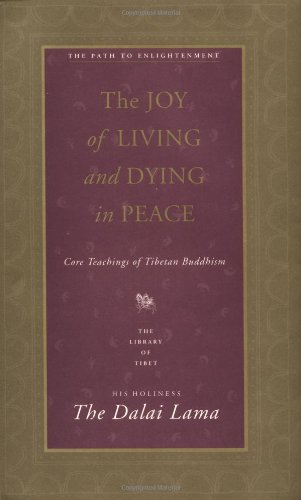 THE PATH TO ENLIGHTENMENT
The JOY
of LIVING
and DYING
in PEACE
Core Teachings of Tibetan Buddhism
THE
LIBRARY
OF
TIBET
HIS HOLINESS
The Dalai Lama